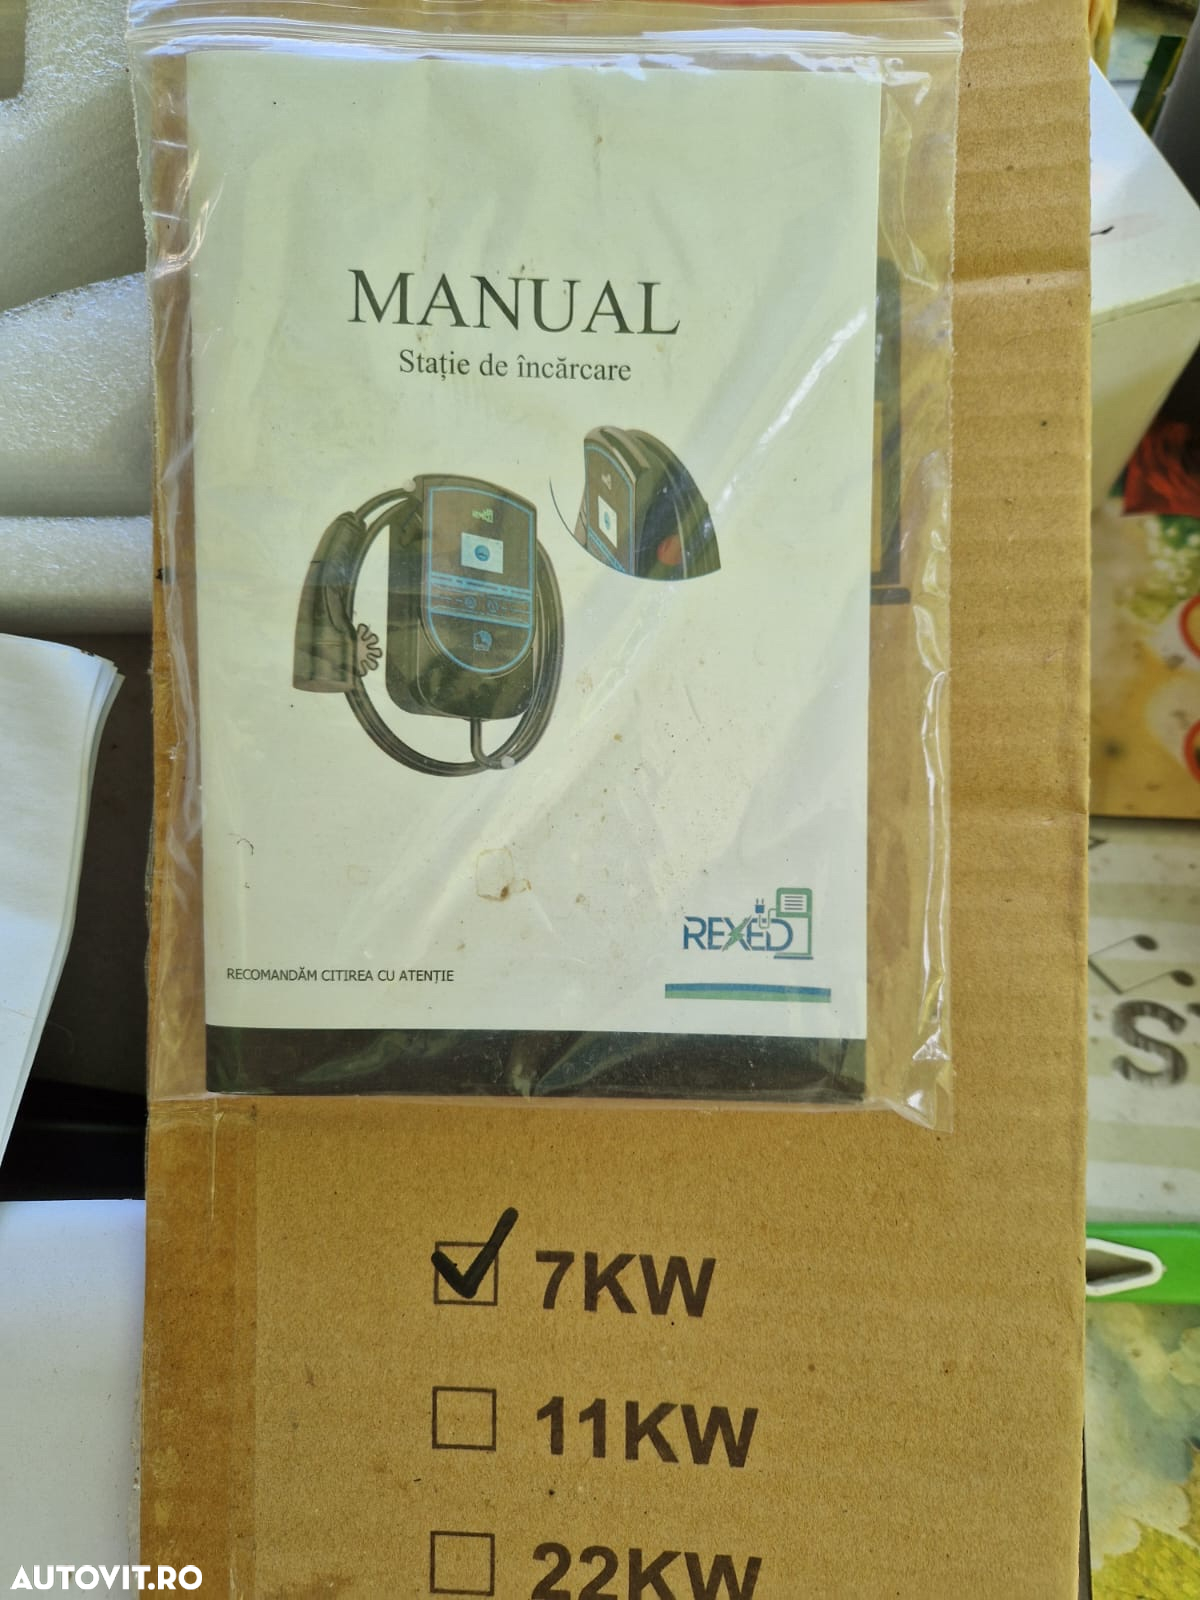 MANUAL
Stație de încărcare
REXED
RECOMANDĂM CITIREA CU ATENȚIE
7KW
11KW
22KW
S
AUTOVIT.RO